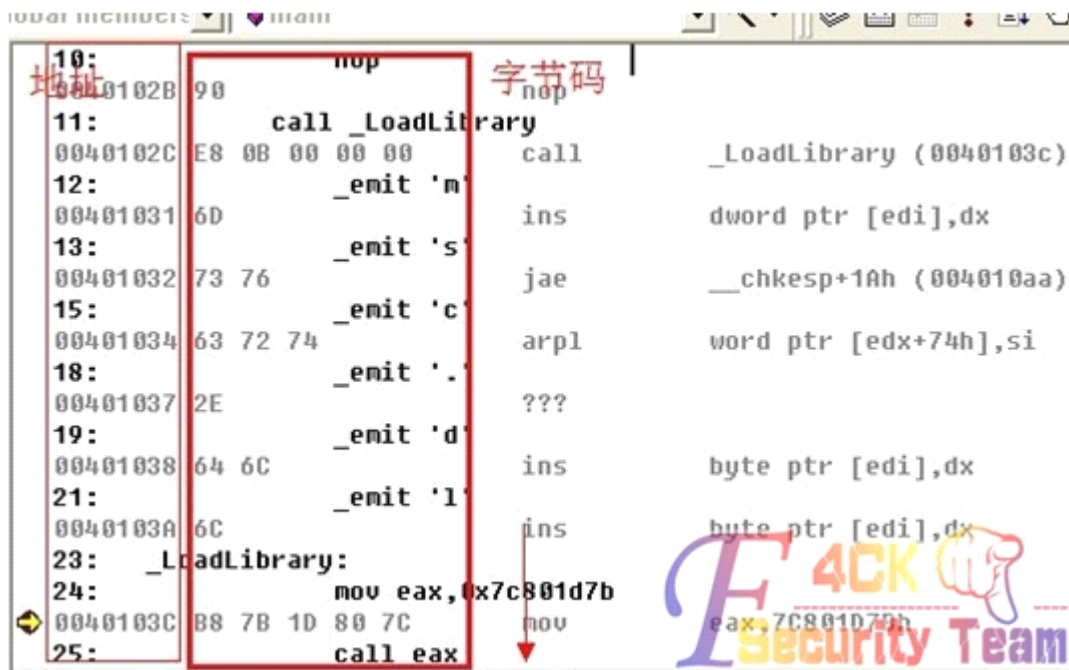 main
10: nop
地址 字节码
0040102B 90 nop
11: call _LoadLibrary
0040102C E8 0B 00 00 00 call _LoadLibrary (0040103c)
12: _emit 'm'
00401031 6D ins dword ptr [edi],dx
13: _emit 's'
00401032 73 76 jae __chkesp+1Ah (004010aa)
15: _emit 'c'
00401034 63 72 74 arpl word ptr [edx+74h],si
18: _emit '.'
00401037 2E ???
19: _emit 'd'
00401038 64 6C ins byte ptr [edi],dx
21: _emit 'l'
0040103A 6C ins byte ptr [edi],dx
23: _LoadLibrary:
24: mov eax,0x7c801d7b
0040103C B8 7B 1D 80 7C mov eax,7C801D7Bh
25: call eax
F4CK
Security Team